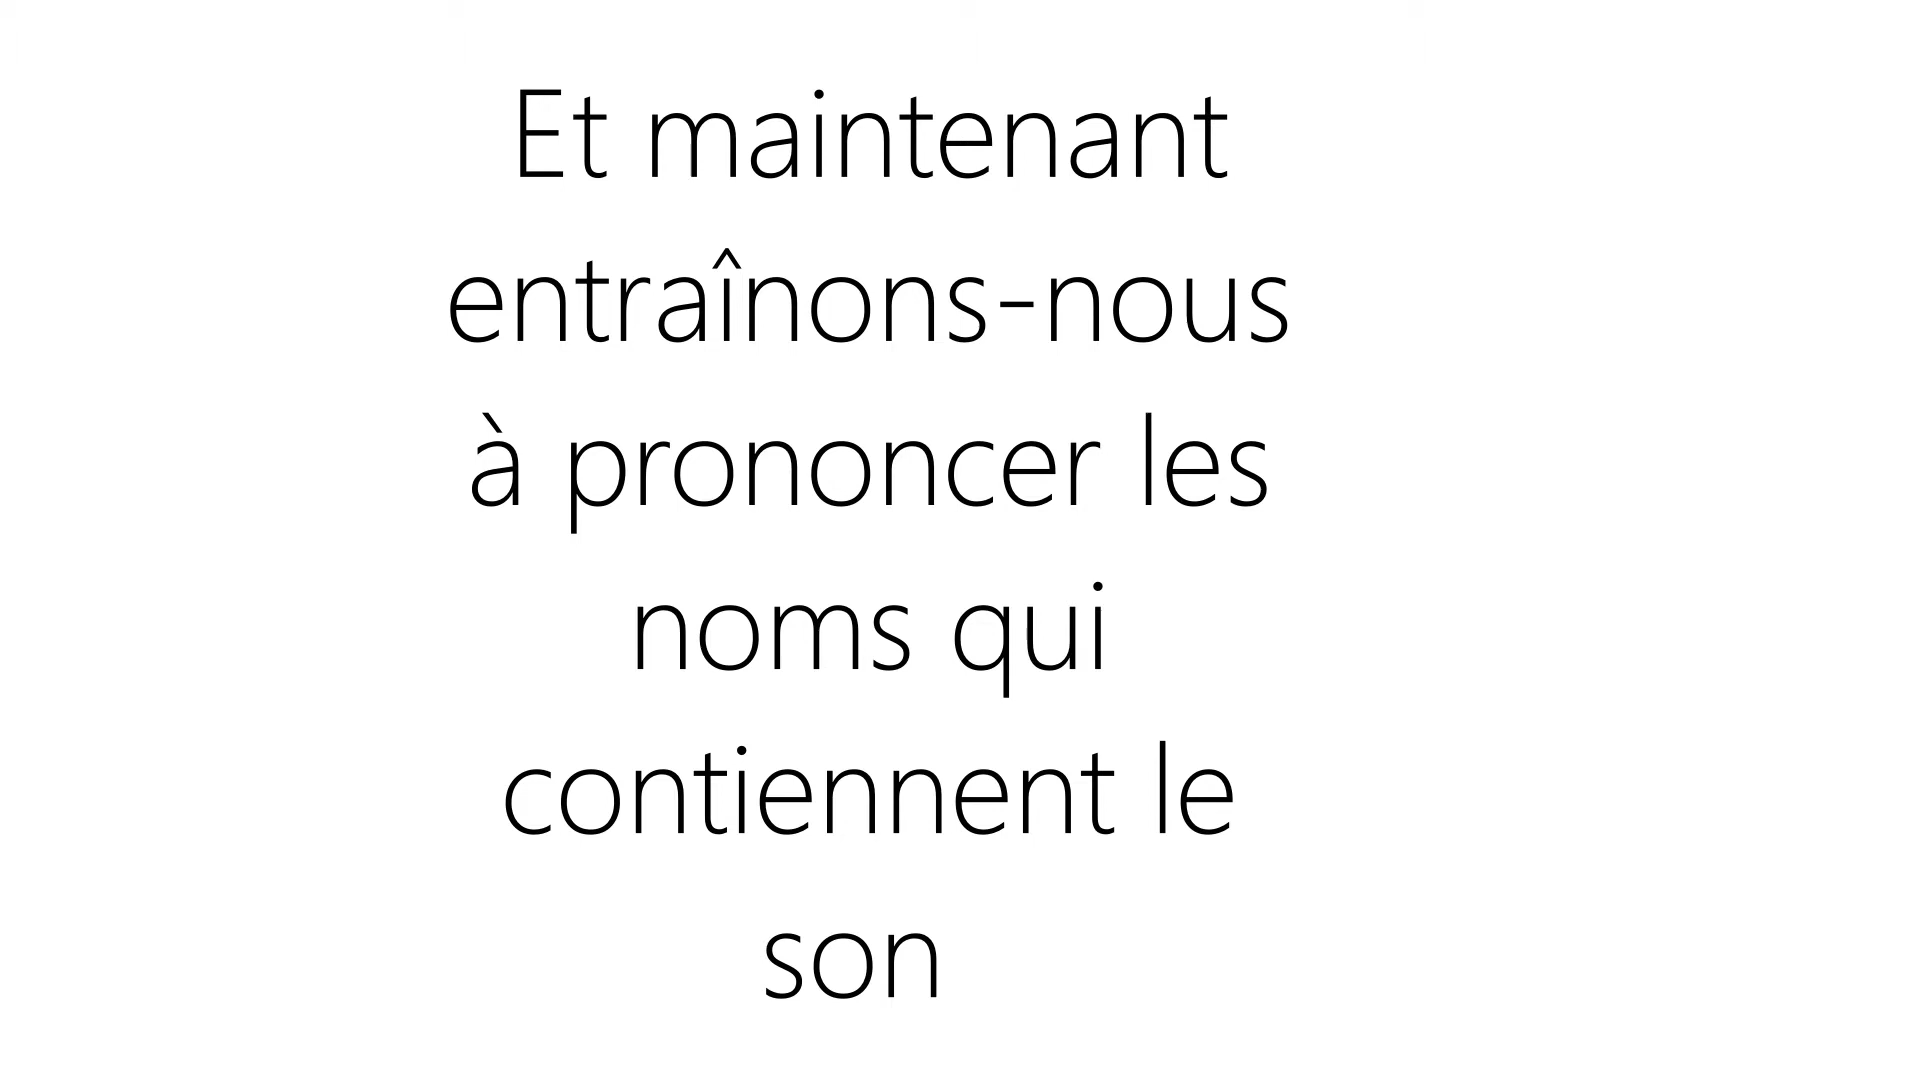 Et maintenant
entraînons-nous
à prononcer les
noms qui
contiennent le
son